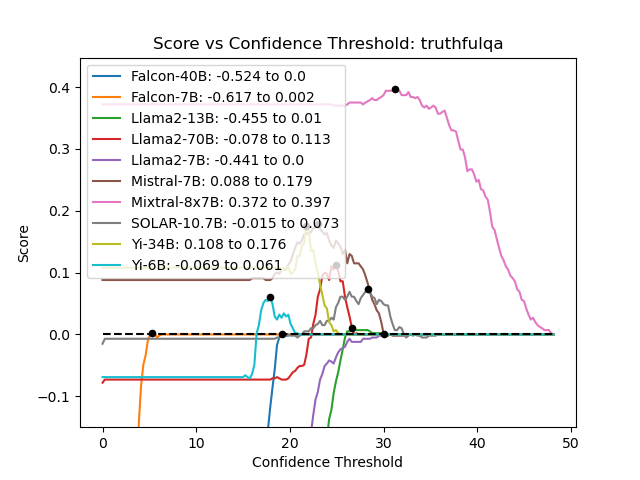 Score vs Confidence Threshold: truthfulqa
Falcon-40B: -0.524 to 0.0
Falcon-7B: -0.617 to 0.002
Llama2-13B: -0.455 to 0.01
Llama2-70B: -0.078 to 0.113
Llama2-7B: -0.441 to 0.0
Mistral-7B: 0.088 to 0.179
Mixtral-8x7B: 0.372 to 0.397
SOLAR-10.7B: -0.015 to 0.073
Yi-34B: 0.108 to 0.176
Yi-6B: -0.069 to 0.061
Score
0.4
0.3
0.2
0.1
0.0
−0.1
0 10 20 30 40 50
Confidence Threshold